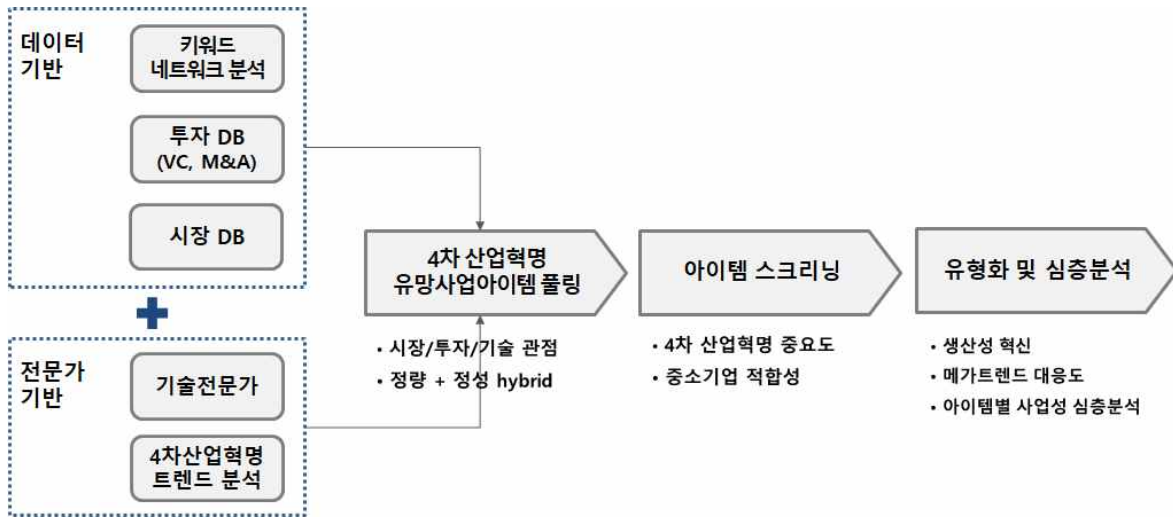 데이터
기반
키워드
네트워크 분석
투자 DB
(VC, M&A)
시장 DB
전문가
기반
기술전문가
4차산업혁명
트렌드 분석
4차 산업혁명
유망사업아이템 풀링
• 시장/투자/기술 관점
• 정량 + 정성 hybrid
아이템 스크리닝
• 4차 산업혁명 중요도
• 중소기업 적합성
유형화 및 심층분석
• 생산성 혁신
• 메가트렌드 대응도
• 아이템별 사업성 심층분석